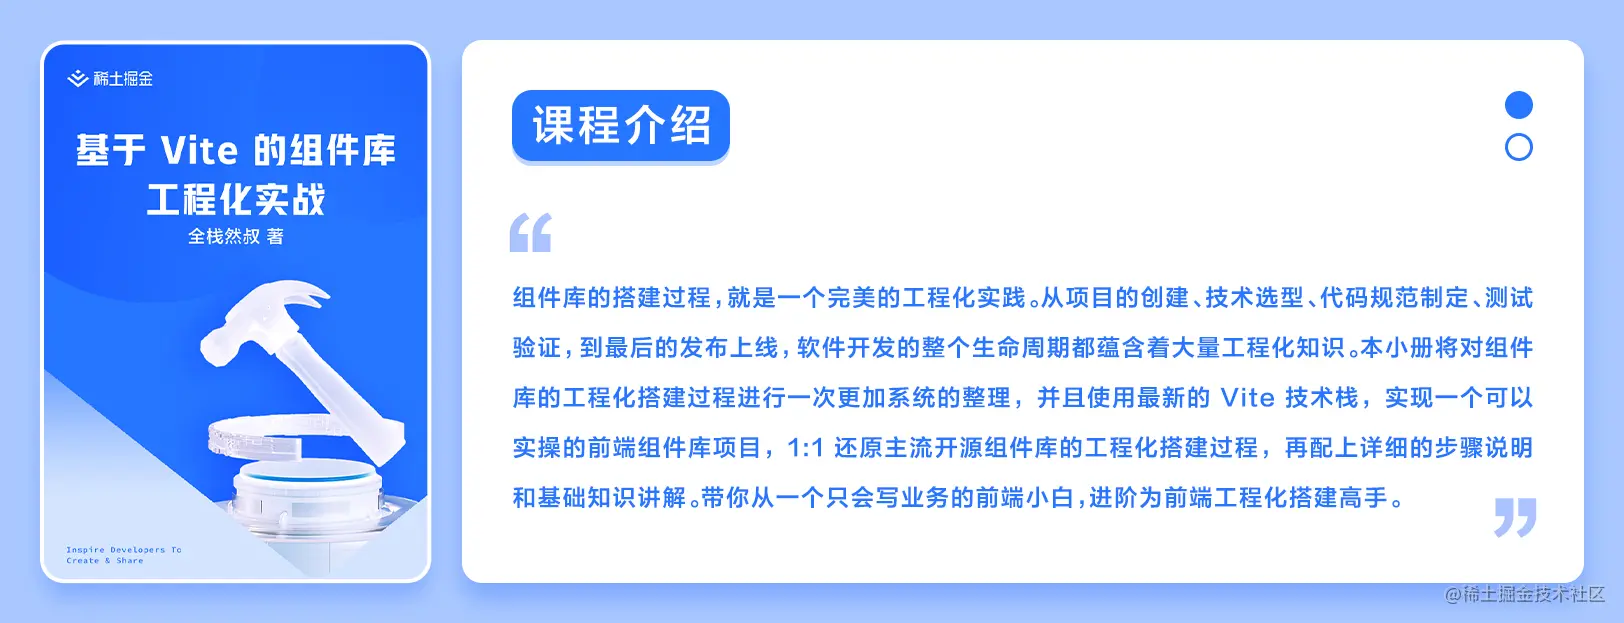 稀土掘金
基于 Vite 的组件库
工程化实战
全栈然叔 著
Inspire Developers To
Create & Share
课程介绍
“
组件库的搭建过程,就是一个完美的工程化实践。从项目的创建、技术选型、代码规范制定、测试
验证,到最后的发布上线,软件开发的整个生命周期都蕴含着大量工程化知识。本小册将对组件
库的工程化搭建过程进行一次更加系统的整理,并且使用最新的 Vite 技术栈,实现一个可以
实操的前端组件库项目,1:1 还原主流开源组件库的工程化搭建过程,再配上详细的步骤说明
和基础知识讲解。带你从一个只会写业务的前端小白,进阶为前端工程化搭建高手。
”
@稀土掘金技术社区